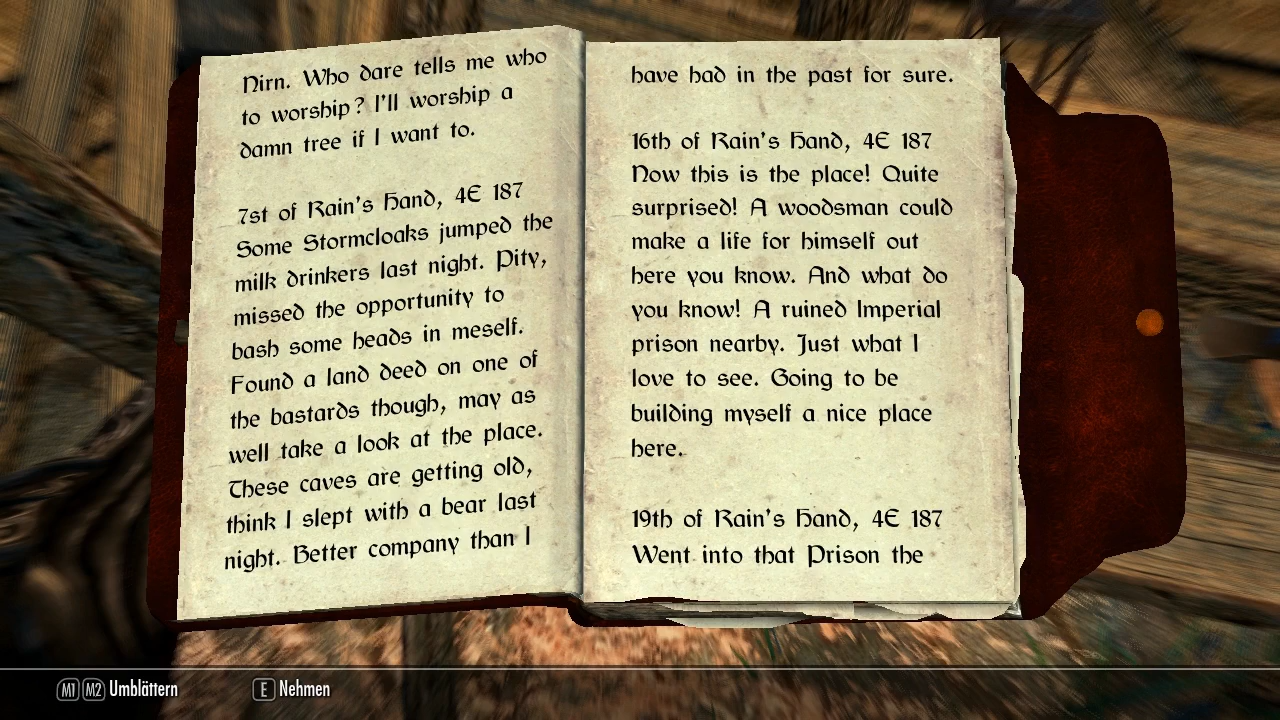 Nirn. Who dare tells me who
to worship? I'll worship a
damn tree if I want to.
7st of Rain's Hand, 4E 187
Some Stormcloaks jumped the
milk drinkers last night. Pity,
missed the opportunity to
bash some heads in meself.
Found a land deed on one of
the bastards though, may as
well take a look at the place.
These caves are getting old,
think I slept with a bear last
night. Better company than I
have had in the past for sure.
16th of Rain's Hand, 4E 187
Now this is the place! Quite
surprised! A woodsman could
make a life for himself out
here you know. And what do
you know! A ruined Imperial
prison nearby. Just what I
love to see. Going to be
building myself a nice place
here.
19th of Rain's Hand, 4E 187
Went into that Prison the
M1 M2 Umblättern
E Nehmen